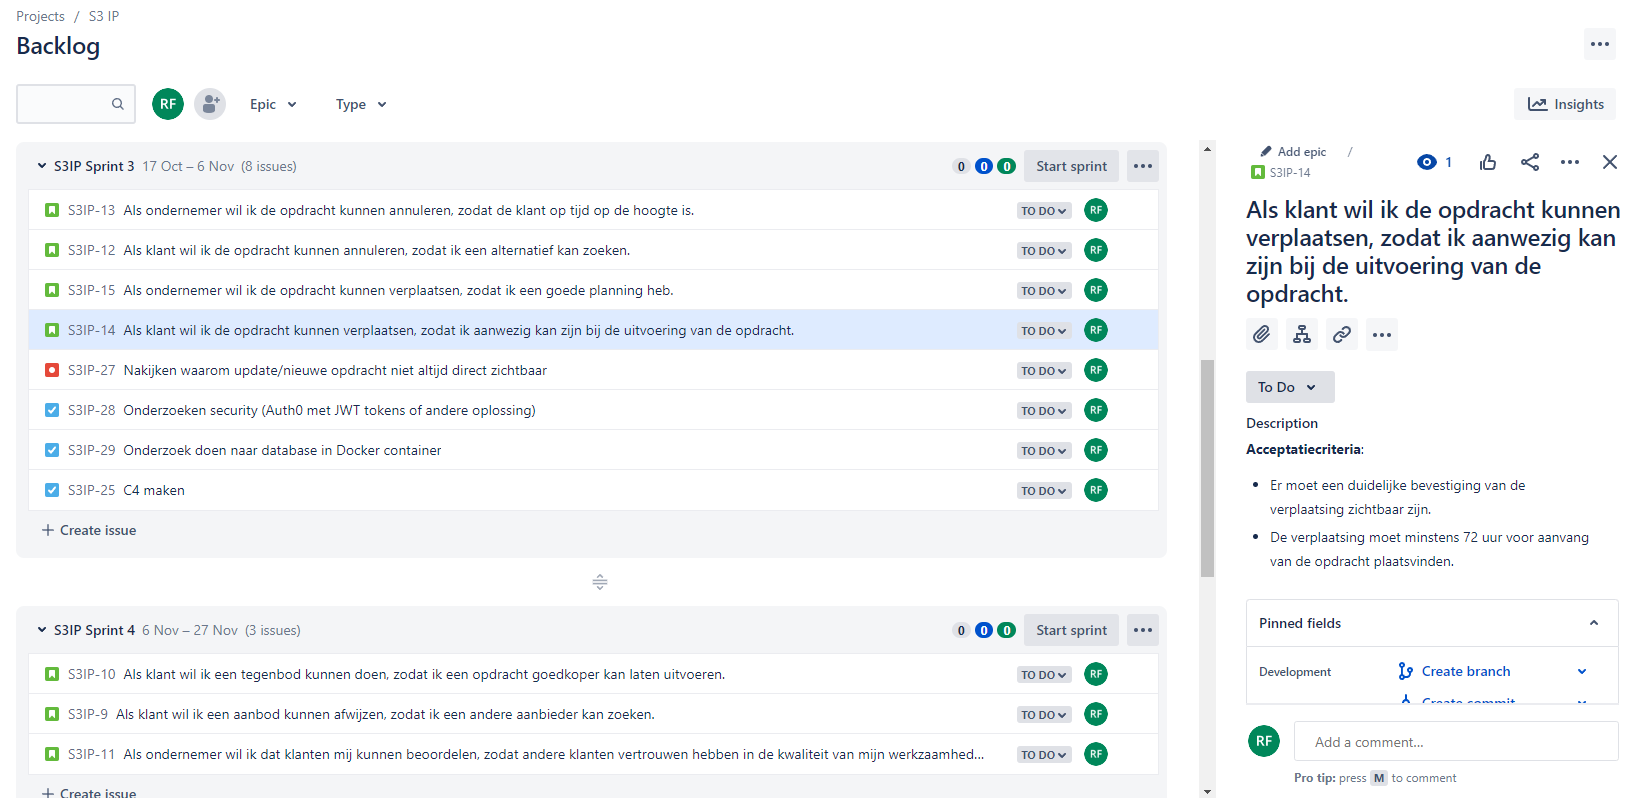 Projects / S3 IP
Backlog
RF Epic Type
Insights
S3IP Sprint 3 17 Oct – 6 Nov (8 issues) 0 0 0 Start sprint
S3IP-13 Als ondernemer wil ik de opdracht kunnen annuleren, zodat de klant op tijd op de hoogte is. TO DO RF
S3IP-12 Als klant wil ik de opdracht kunnen annuleren, zodat ik een alternatief kan zoeken. TO DO RF
S3IP-15 Als ondernemer wil ik de opdracht kunnen verplaatsen, zodat ik een goede planning heb. TO DO RF
S3IP-14 Als klant wil ik de opdracht kunnen verplaatsen, zodat ik aanwezig kan zijn bij de uitvoering van de opdracht. TO DO RF
S3IP-27 Nakijken waarom update/nieuwe opdracht niet altijd direct zichtbaar TO DO RF
S3IP-28 Onderzoeken security (Auth0 met JWT tokens of andere oplossing) TO DO RF
S3IP-29 Onderzoek doen naar database in Docker container TO DO RF
S3IP-25 C4 maken TO DO RF
Create issue
S3IP Sprint 4 6 Nov – 27 Nov (3 issues) 0 0 0 Start sprint
S3IP-10 Als klant wil ik een tegenbod kunnen doen, zodat ik een opdracht goedkoper kan laten uitvoeren. TO DO RF
S3IP-9 Als klant wil ik een aanbod kunnen afwijzen, zodat ik een andere aanbieder kan zoeken. TO DO RF
S3IP-11 Als ondernemer wil ik dat klanten mij kunnen beoordelen, zodat andere klanten vertrouwen hebben in de kwaliteit van mijn werkzaamhed... TO DO RF
Create issue
Add epic /
S3IP-14
1
Als klant wil ik de opdracht kunnen
verplaatsen, zodat ik aanwezig kan
zijn bij de uitvoering van de
opdracht.
To Do
Description
Acceptatiecriteria:
• Er moet een duidelijke bevestiging van de
verplaatsing zichtbaar zijn.
• De verplaatsing moet minstens 72 uur voor aanvang
van de opdracht plaatsvinden.
Pinned fields
Development Create branch
Create commit
RF Add a comment...
Pro tip: press M to comment